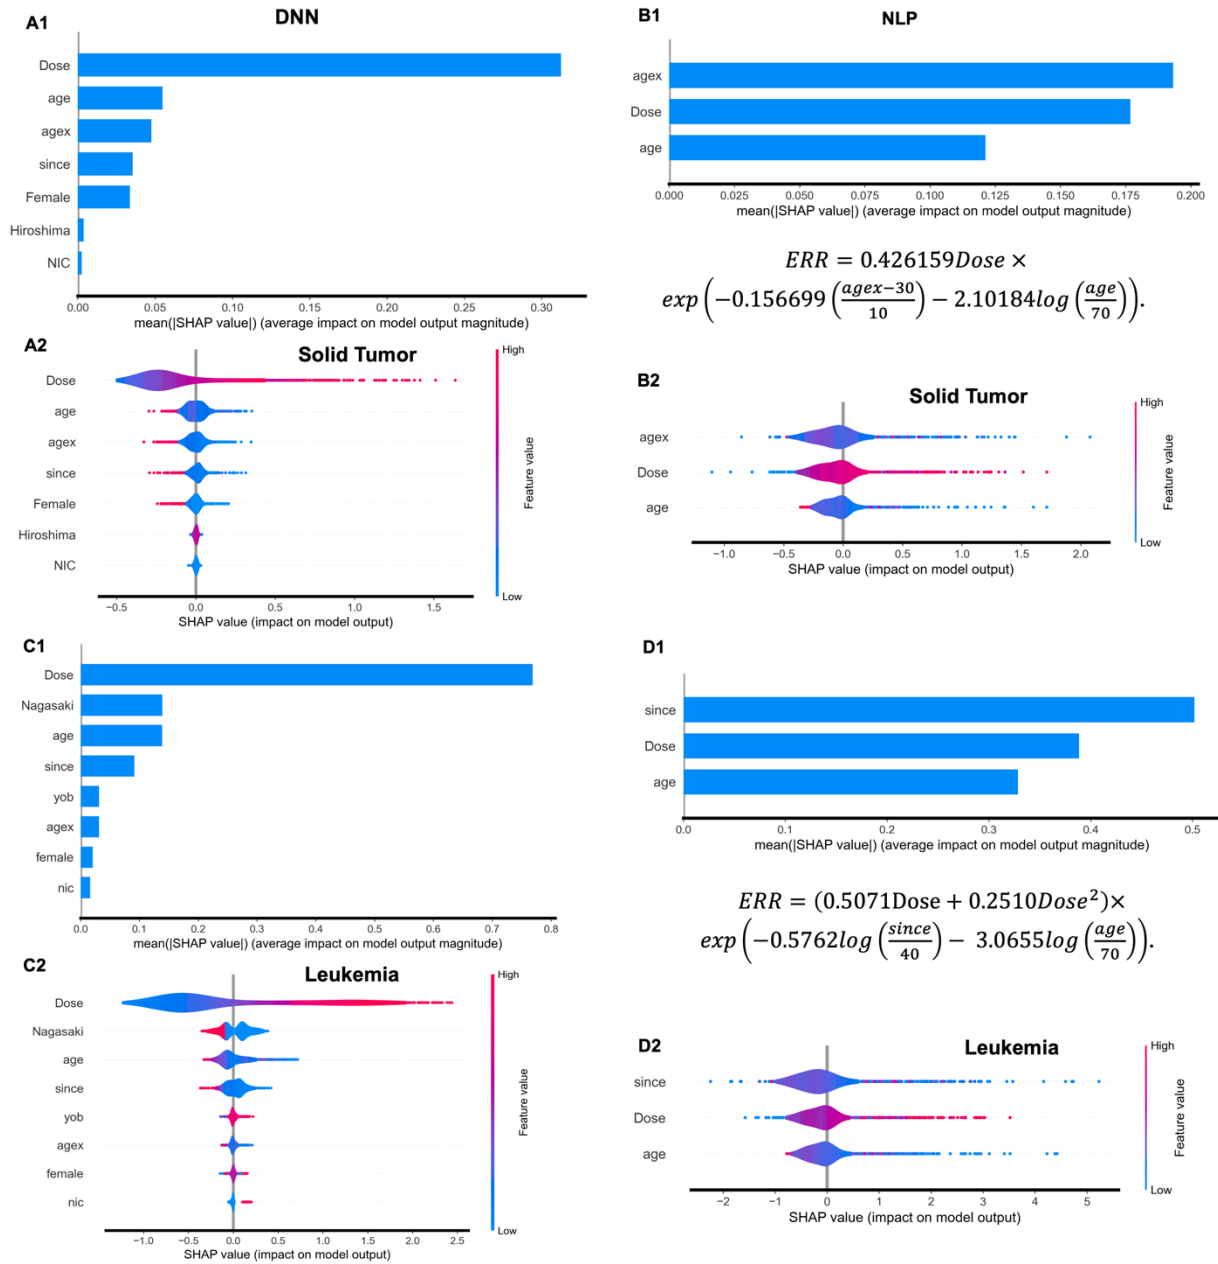 A1
DNN
Dose
age
agex
since
Female
Hiroshima
NIC
0.00 0.05 0.10 0.15 0.20 0.25 0.30
mean(|SHAP value|) (average impact on model output magnitude)
B1
NLP
agex
Dose
age
0.000 0.025 0.050 0.075 0.100 0.125 0.150 0.175 0.200
mean(|SHAP value|) (average impact on model output magnitude)
ERR = 0.426159Dose ×
exp(−0.156699(agex−30/10) − 2.10184log(age/70)).
A2
Solid Tumor
High
Dose
age
agex
since
Female
Hiroshima
NIC
Feature value
Low
−0.5 0.0 0.5 1.0 1.5
SHAP value (impact on model output)
B2
Solid Tumor
High
agex
Dose
age
Feature value
Low
−1.0 −0.5 0.0 0.5 1.0 1.5 2.0
SHAP value (impact on model output)
C1
Dose
Nagasaki
age
since
yob
agex
female
nic
0.0 0.1 0.2 0.3 0.4 0.5 0.6 0.7 0.8
mean(|SHAP value|) (average impact on model output magnitude)
D1
since
Dose
age
0.0 0.1 0.2 0.3 0.4 0.5
mean(|SHAP value|) (average impact on model output magnitude)
ERR = (0.5071Dose + 0.2510Dose²)×
exp(−0.5762log(since/40) − 3.0655log(age/70)).
C2
Leukemia
High
Dose
Nagasaki
age
since
yob
agex
female
nic
Feature value
Low
−1.0 −0.5 0.0 0.5 1.0 1.5 2.0 2.5
SHAP value (impact on model output)
D2
Leukemia
High
since
Dose
age
Feature value
Low
−2 −1 0 1 2 3 4 5
SHAP value (impact on model output)